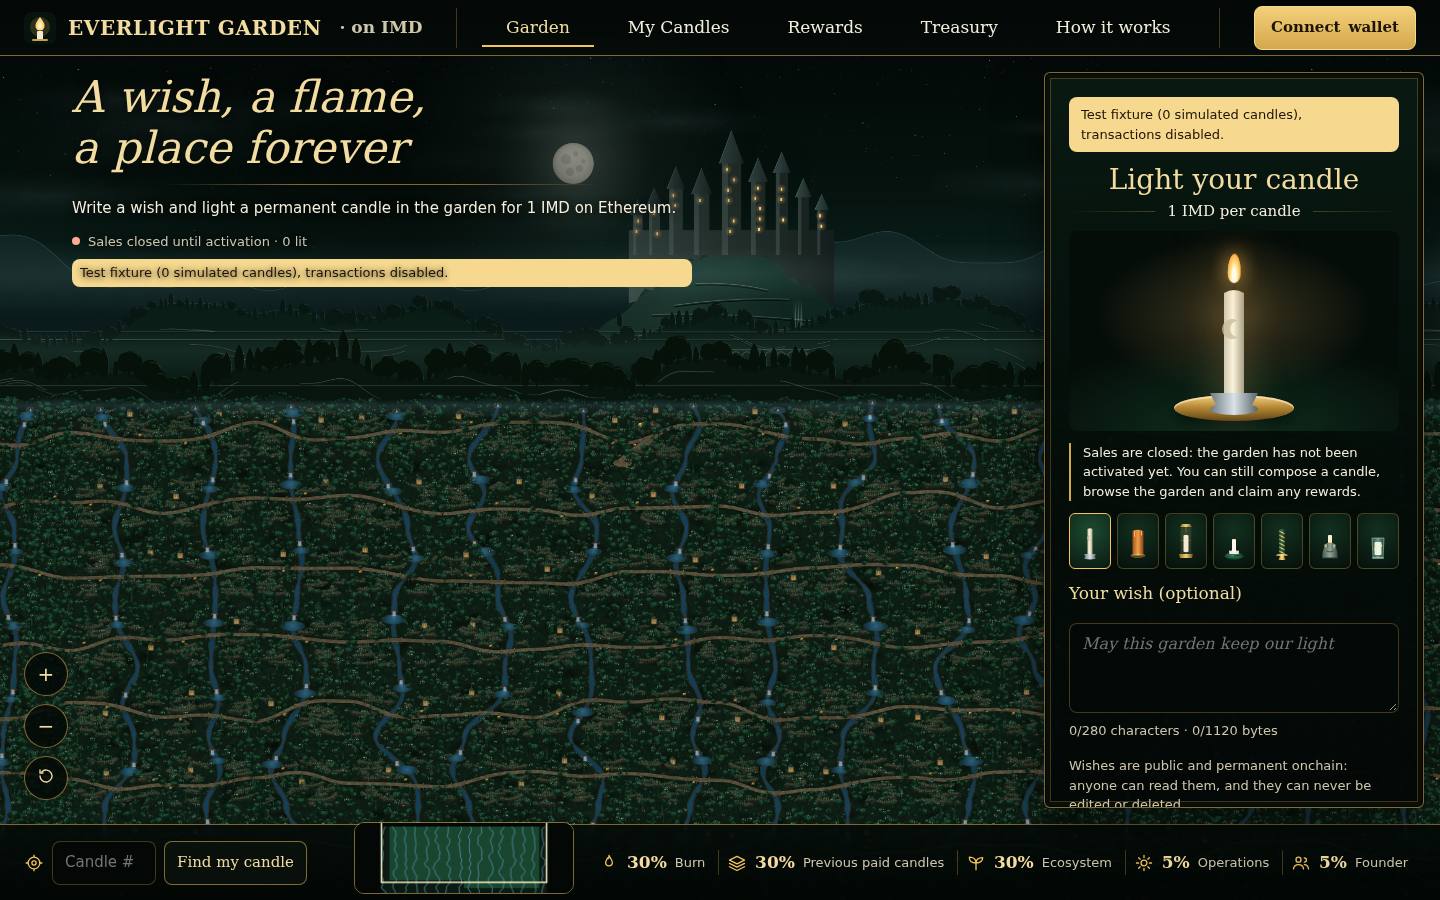 EVERLIGHT GARDEN · on IMD
Garden
My Candles
Rewards
Treasury
How it works
Connect wallet
A wish, a flame,
a place forever
Write a wish and light a permanent candle in the garden for 1 IMD on Ethereum.
Sales closed until activation · 0 lit
Test fixture (0 simulated candles), transactions disabled.
Test fixture (0 simulated candles),
transactions disabled.
Light your candle
1 IMD per candle
Sales are closed: the garden has not been
activated yet. You can still compose a candle,
browse the garden and claim any rewards.
Your wish (optional)
May this garden keep our light
0/280 characters · 0/1120 bytes
Wishes are public and permanent onchain:
anyone can read them, and they can never be
edited or deleted
+
−
Candle #
Find my candle
30% Burn
30% Previous paid candles
30% Ecosystem
5% Operations
5% Founder